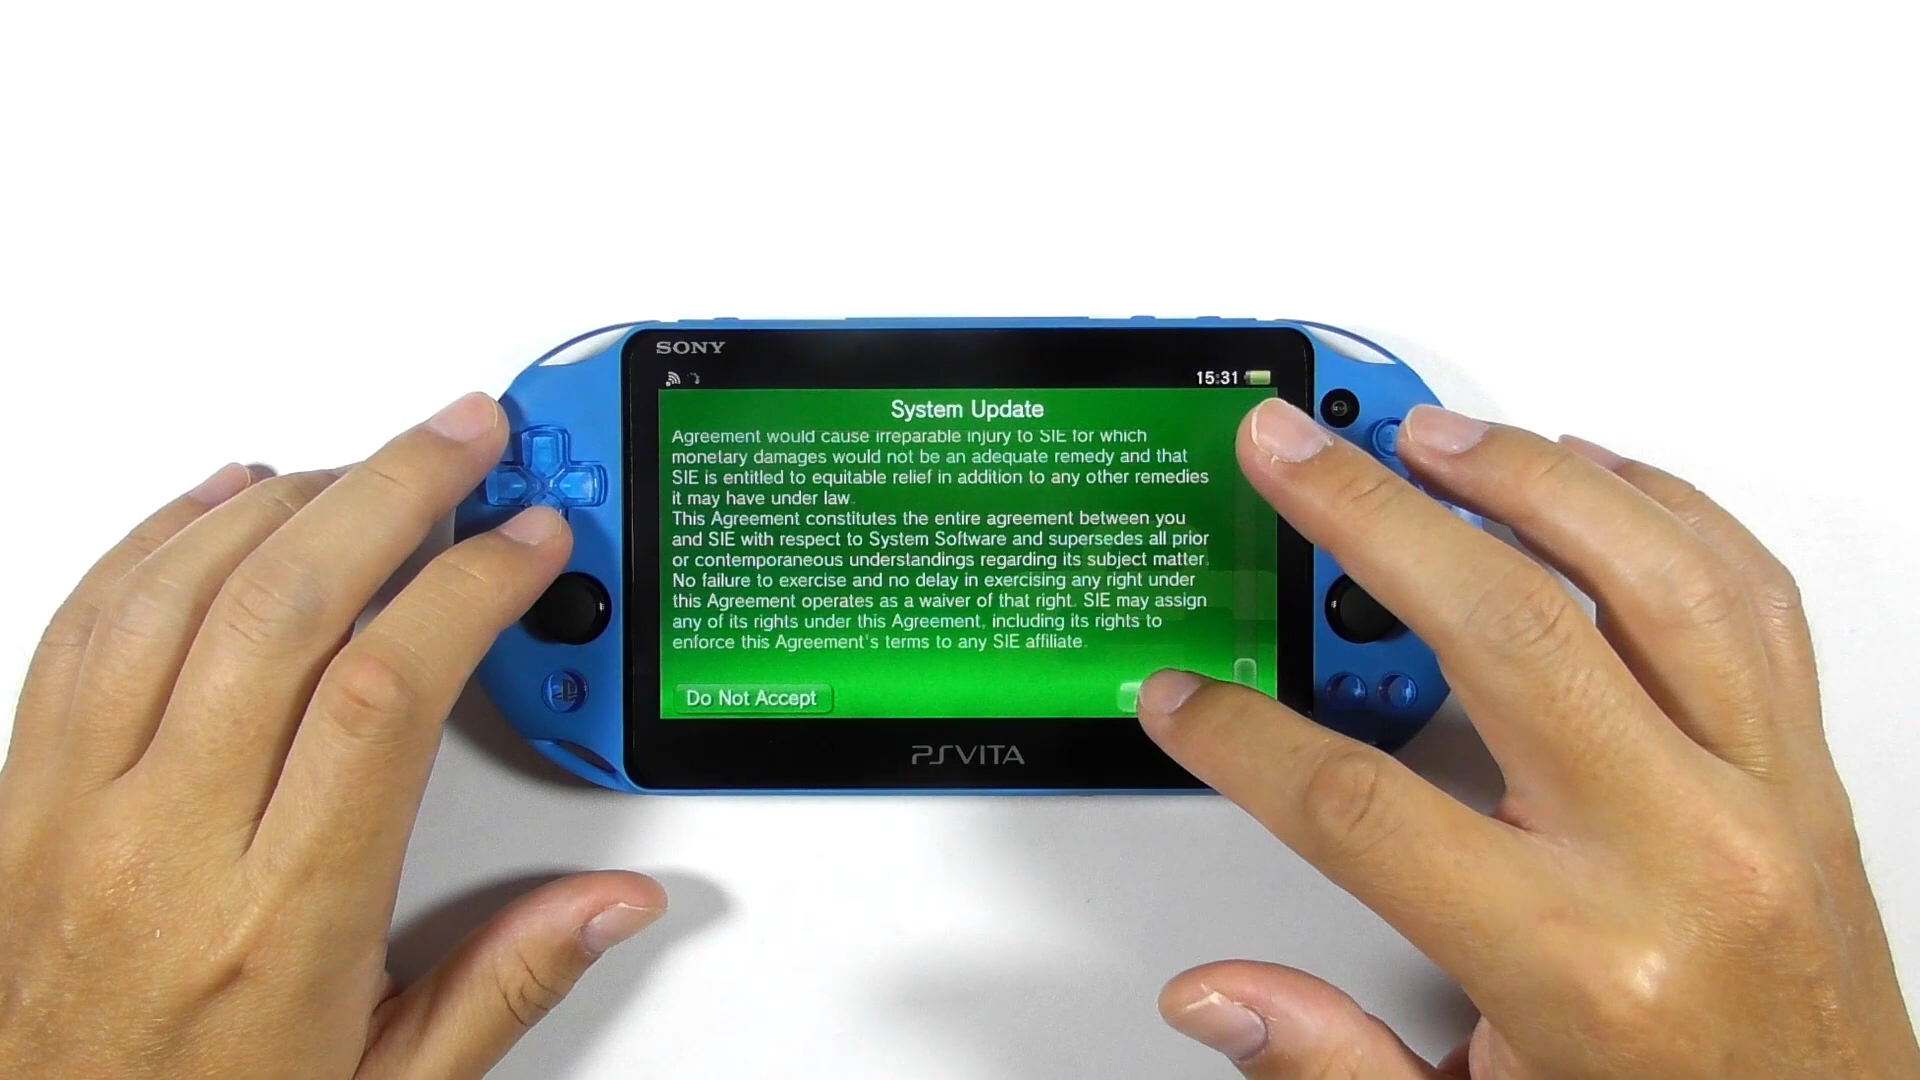 SONY
15:31
System Update
Agreement would cause irreparable injury to SIE for which
monetary damages would not be an adequate remedy and that
SIE is entitled to equitable relief in addition to any other remedies
it may have under law.
This Agreement constitutes the entire agreement between you
and SIE with respect to System Software and supersedes all prior
or contemporaneous understandings regarding its subject matter.
No failure to exercise and no delay in exercising any right under
this Agreement operates as a waiver of that right. SIE may assign
any of its rights under this Agreement, including its rights to
enforce this Agreement's terms to any SIE affiliate.
Do Not Accept
PSVITA